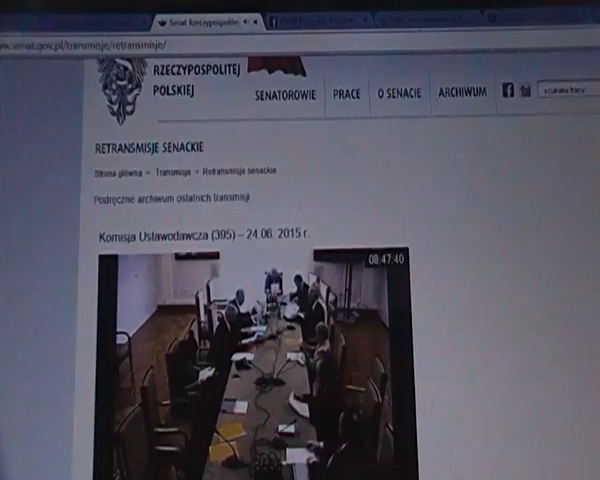 Senat Rzeczypospolitej
www.senat.gov.pl/transmisje/retransmisje/
RZECZYPOSPOLITEJ
POLSKIEJ
SENATOROWIE PRACE O SENACIE ARCHIWUM
RETRANSMISJE SENACKIE
Strona główna » Transmisje » Retransmisje senackie
Podręczne archiwum ostatnich transmisji
Komisja Ustawodawcza (395) – 24.06. 2015 r.
08:47:40